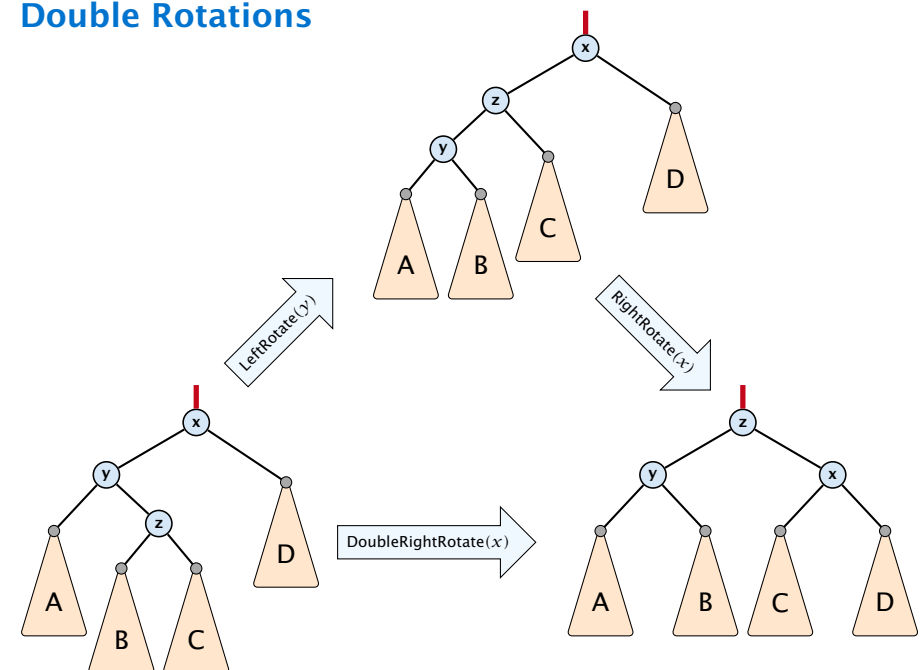 Double Rotations
x
z
y
D
C
A
B
LeftRotate(y)
RightRotate(x)
x
z
y
y
x
z
DoubleRightRotate(x)
D
A
B
C
A
B
C
D